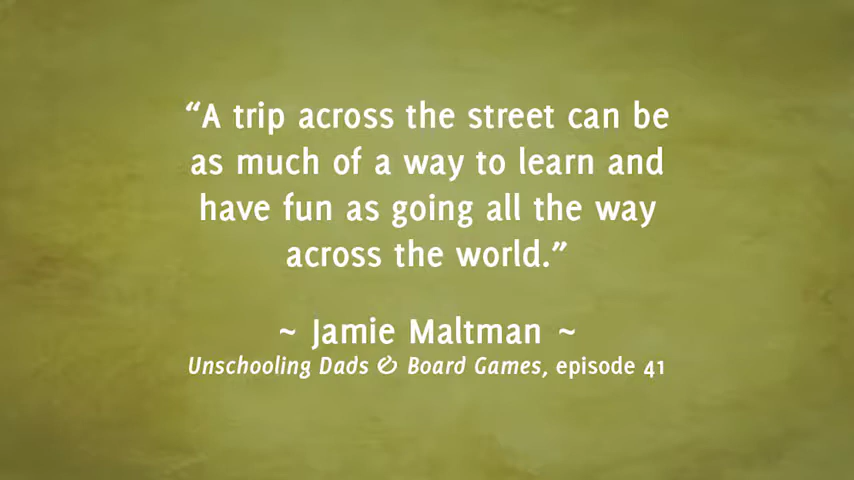 “A trip across the street can be
as much of a way to learn and
have fun as going all the way
across the world.”
~ Jamie Maltman ~
Unschooling Dads & Board Games, episode 41